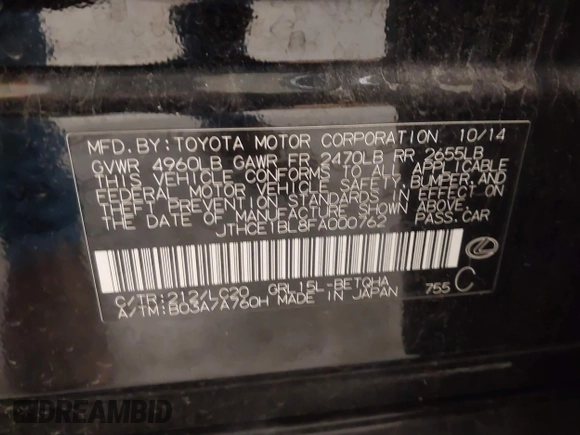 MFD. BY: TOYOTA MOTOR CORPORATION 10/14
GVWR 4960LB GAWR FR 2470LB RR 2655LB
THIS VEHICLE CONFORMS TO ALL APPLICABLE
FEDERAL MOTOR VEHICLE SAFETY, BUMPER, AND
THEFT PREVENTION STANDARDS IN EFFECT ON
THE DATE OF MANUFACTURE SHOWN ABOVE.
JTHCE1BL8FA000762 PASS.CAR
C/TR:212/LC20 GRL15L-BETQHA
A/TM:B03A/A760H MADE IN JAPAN 755 C
DREAMBID